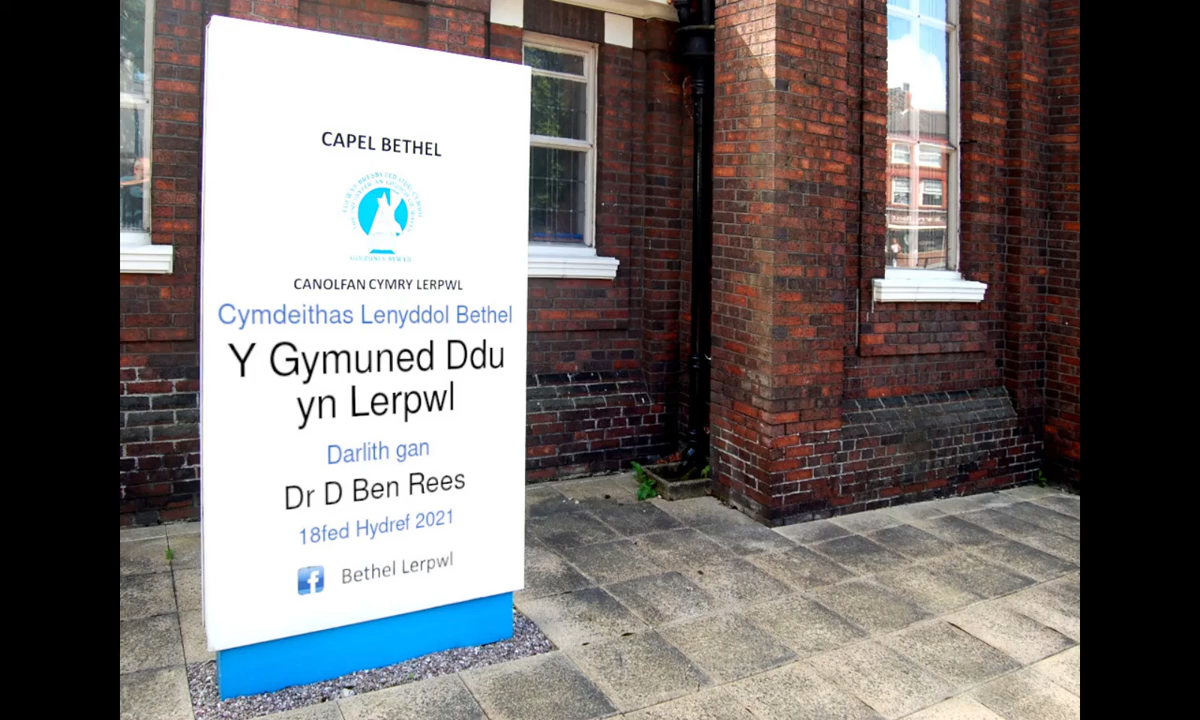 CAPEL BETHEL
CANOLFAN CYMRY LERPWL
Cymdeithas Lenyddol Bethel
Y Gymuned Ddu
yn Lerpwl
Darlith gan
Dr D Ben Rees
18fed Hydref 2021
Bethel Lerpwl